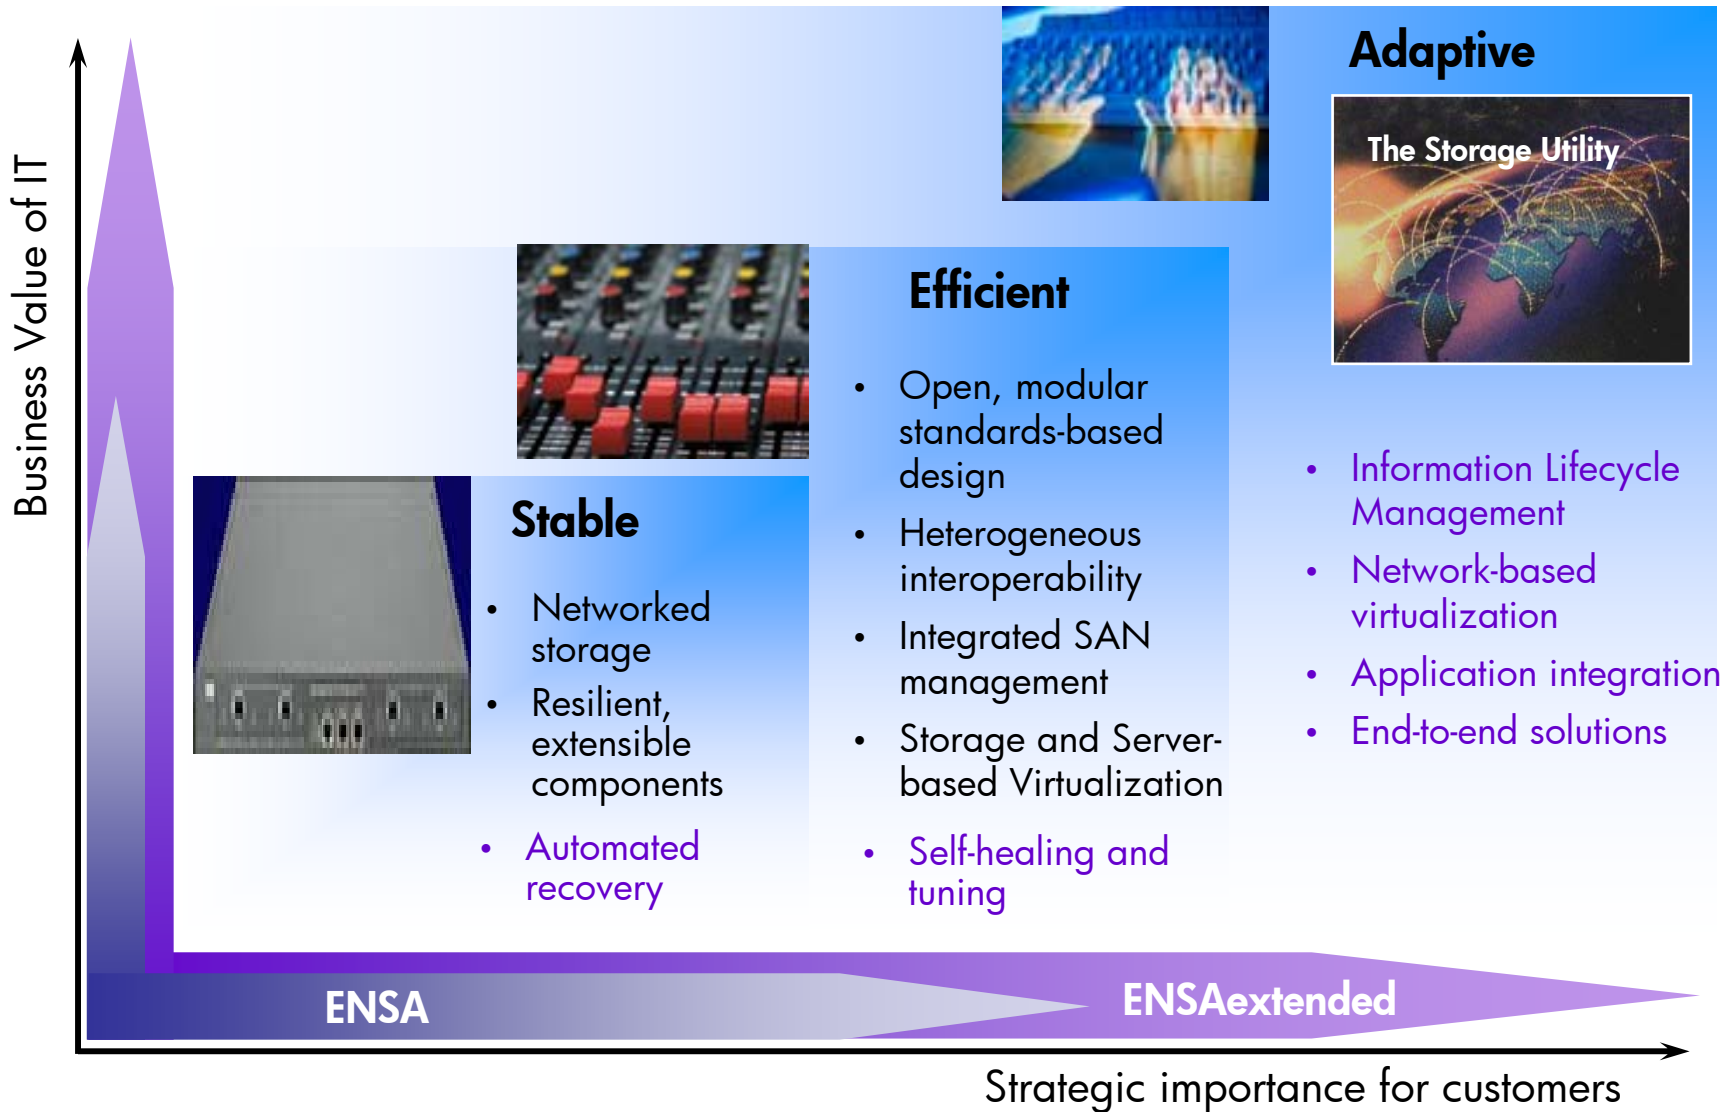 Adaptive
The Storage Utility
Business Value of IT
Efficient
• Open, modular
standards-based
design
• Heterogeneous
interoperability
• Integrated SAN
management
• Storage and Server-
based Virtualization
• Self-healing and
tuning
• Information Lifecycle
Management
• Network-based
virtualization
• Application integration
• End-to-end solutions
Stable
• Networked
storage
• Resilient,
extensible
components
• Automated
recovery
ENSA
ENSAextended
Strategic importance for customers